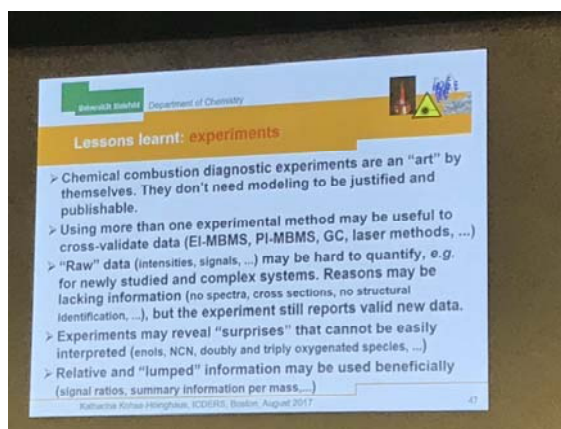 Universität Bielefeld Department of Chemistry
Lessons learnt: experiments
➤ Chemical combustion diagnostic experiments are an “art” by
themselves. They don't need modeling to be justified and
publishable.
➤ Using more than one experimental method may be useful to
cross-validate data (EI-MBMS, PI-MBMS, GC, laser methods, ...)
➤ “Raw” data (intensities, signals, ...) may be hard to quantify, e.g.
for newly studied and complex systems. Reasons may be
lacking information (no spectra, cross sections, no structural
identification, ...), but the experiment still reports valid new data.
➤ Experiments may reveal “surprises” that cannot be easily
interpreted (enols, NCN, doubly and triply oxygenated species, ...)
➤ Relative and “lumped” information may be used beneficially
(signal ratios, summary information per mass,...)
Katharina Kohse-Höinghaus, ICDERS, Boston, August 2017
47